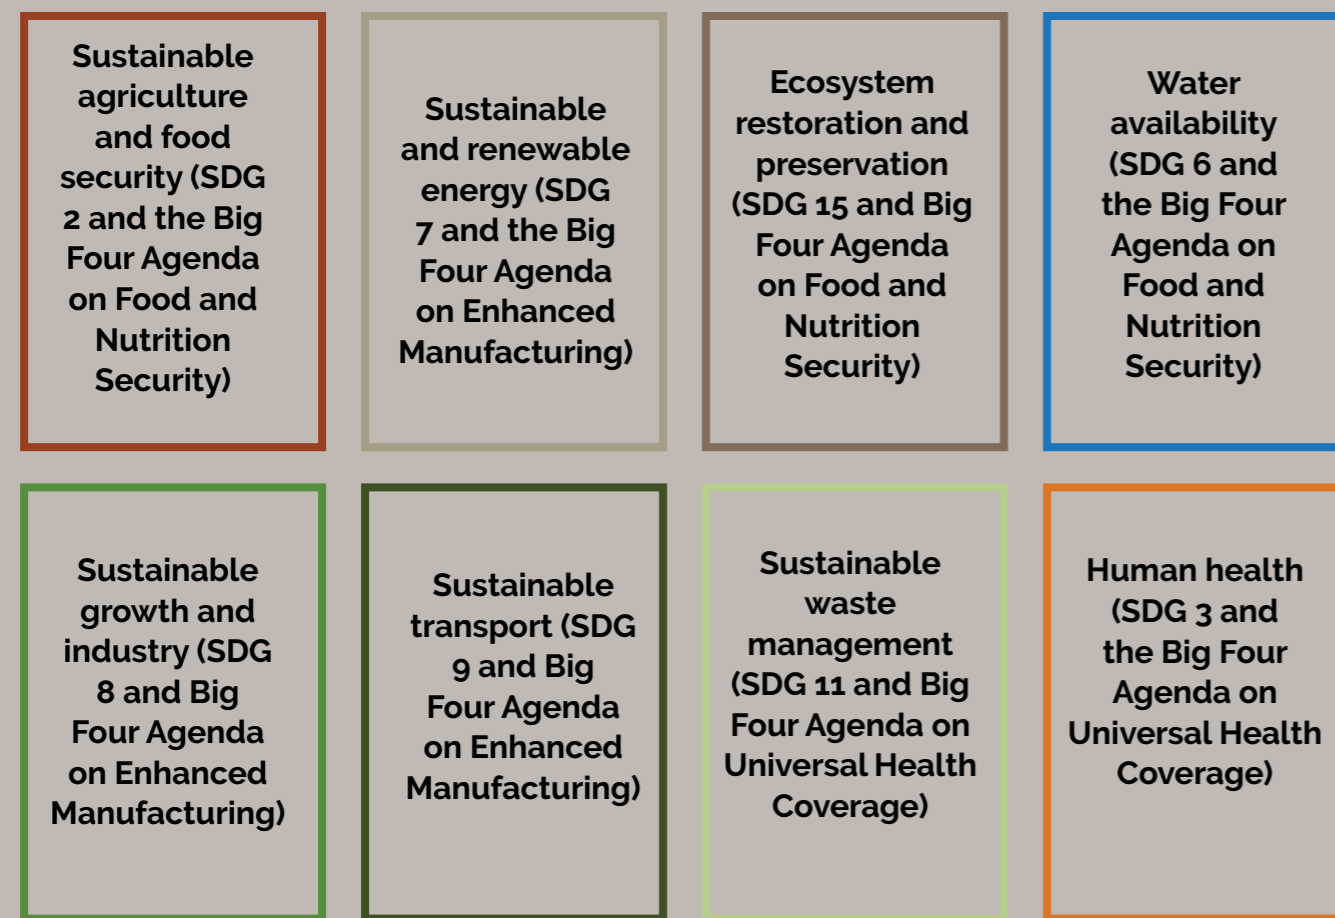 Sustainable
agriculture
and food
security (SDG
2 and the Big
Four Agenda
on Food and
Nutrition
Security)
Sustainable
and renewable
energy (SDG
7 and the Big
Four Agenda
on Enhanced
Manufacturing)
Ecosystem
restoration and
preservation
(SDG 15 and Big
Four Agenda
on Food and
Nutrition
Security)
Water
availability
(SDG 6 and
the Big Four
Agenda on
Food and
Nutrition
Security)
Sustainable
growth and
industry (SDG
8 and Big
Four Agenda
on Enhanced
Manufacturing)
Sustainable
transport (SDG
9 and Big
Four Agenda
on Enhanced
Manufacturing)
Sustainable
waste
management
(SDG 11 and Big
Four Agenda on
Universal Health
Coverage)
Human health
(SDG 3 and
the Big Four
Agenda on
Universal Health
Coverage)